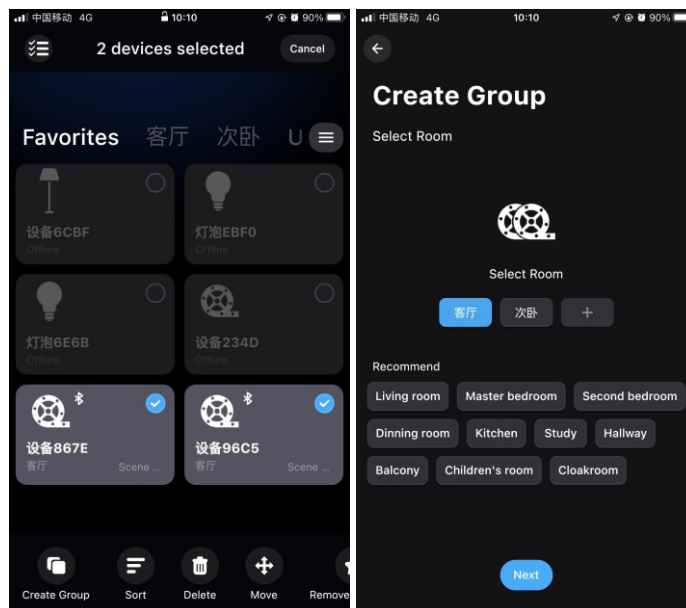 中国移动 4G
10:10
90%
2 devices selected
Cancel
Favorites
客厅
次卧
U
设备6CBF
Offline
灯泡EBF0
Offline
灯泡6E6B
Offline
设备234D
Offline
设备867E
客厅
Scene ...
设备96C5
客厅
Scene ...
Create Group
Sort
Delete
Move
Remove
中国移动 4G
10:10
90%
Create Group
Select Room
Select Room
客厅
次卧
+
Recommend
Living room
Master bedroom
Second bedroom
Dinning room
Kitchen
Study
Hallway
Balcony
Children's room
Cloakroom
Next